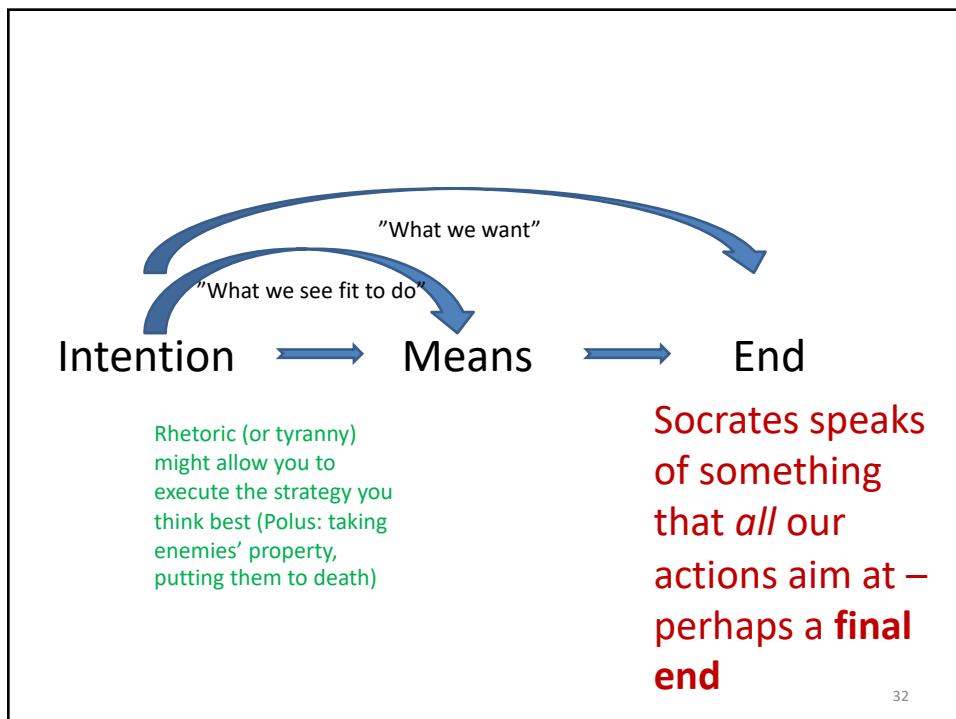 ”What we want”
”What we see fit to do”
Intention Means End
Rhetoric (or tyranny)
might allow you to
execute the strategy you
think best (Polus: taking
enemies’ property,
putting them to death)
Socrates speaks
of something
that all our
actions aim at –
perhaps a final
end
32